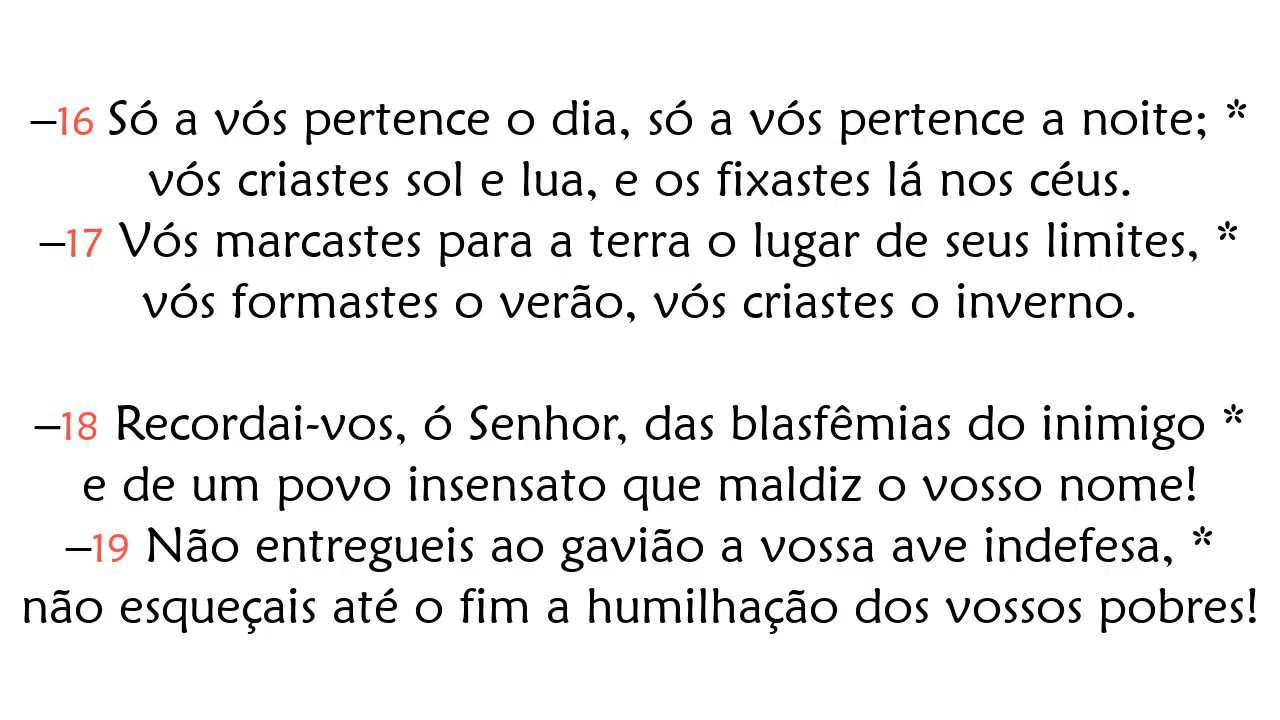 –16 Só a vós pertence o dia, só a vós pertence a noite; *
vós criastes sol e lua, e os fixastes lá nos céus.
–17 Vós marcastes para a terra o lugar de seus limites, *
vós formastes o verão, vós criastes o inverno.
–18 Recordai-vos, ó Senhor, das blasfêmias do inimigo *
e de um povo insensato que maldiz o vosso nome!
–19 Não entregueis ao gavião a vossa ave indefesa, *
não esqueçais até o fim a humilhação dos vossos pobres!